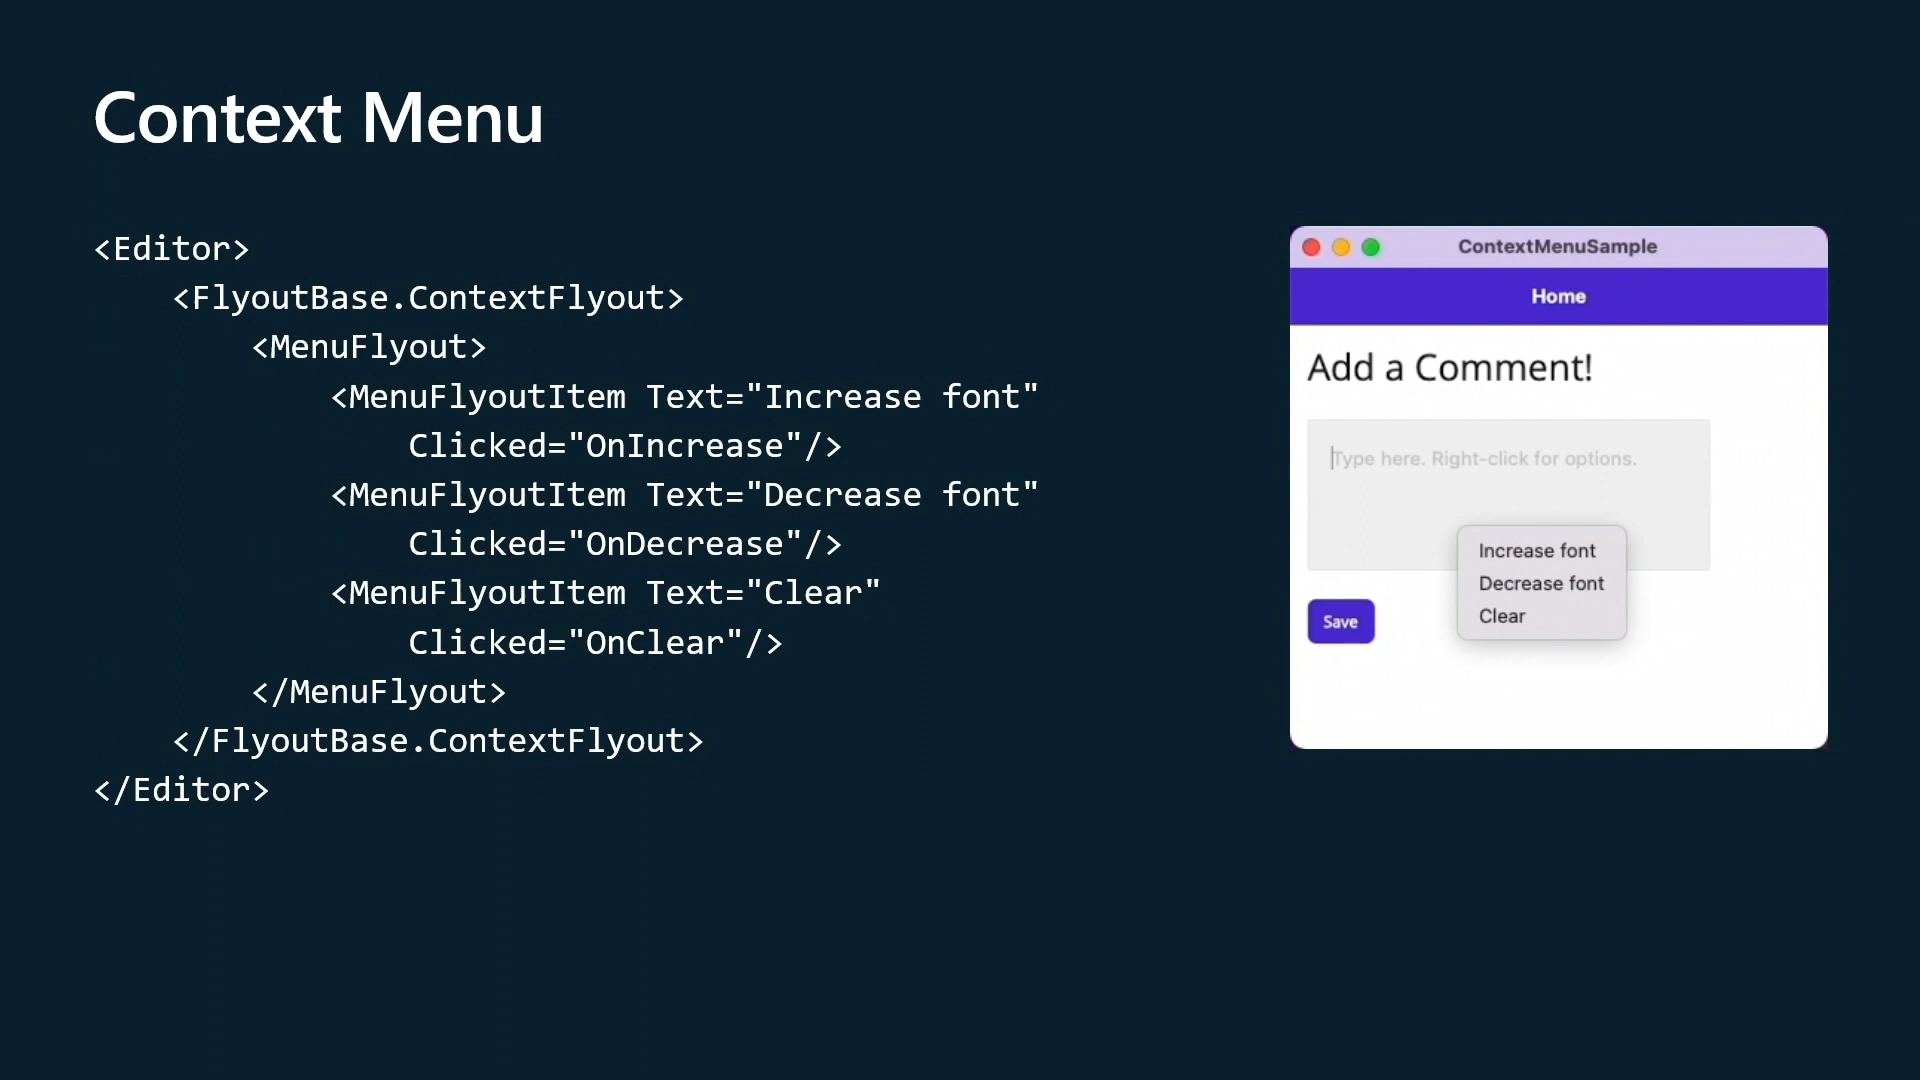 Context Menu
<Editor>
<FlyoutBase.ContextFlyout>
<MenuFlyout>
<MenuFlyoutItem Text="Increase font"
Clicked="OnIncrease"/>
<MenuFlyoutItem Text="Decrease font"
Clicked="OnDecrease"/>
<MenuFlyoutItem Text="Clear"
Clicked="OnClear"/>
</MenuFlyout>
</FlyoutBase.ContextFlyout>
</Editor>
ContextMenuSample
Home
Add a Comment!
Type here. Right-click for options.
Increase font
Decrease font
Clear
Save